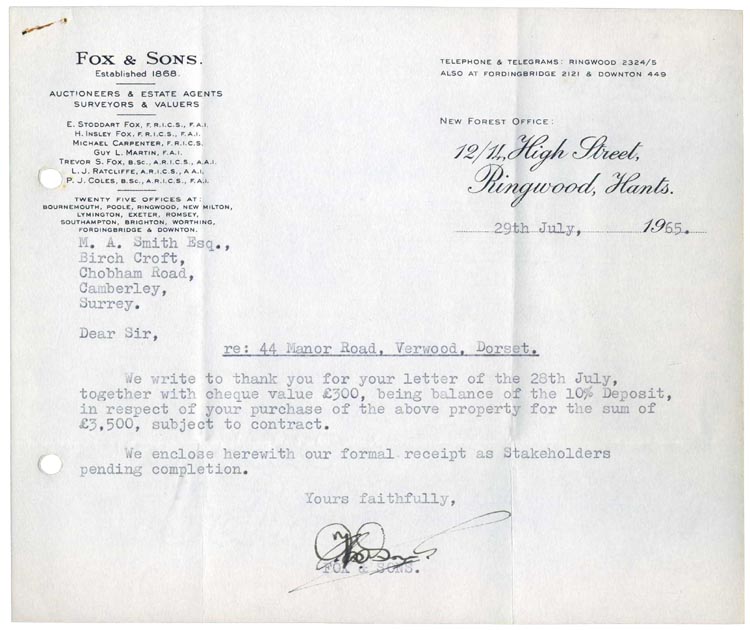 FOX & SONS.
Established 1868.
AUCTIONEERS & ESTATE AGENTS
SURVEYORS & VALUERS
E. STODDART FOX, F.R.I.C.S., F.A.I.
H. INSLEY FOX, F.R.I.C.S., F.A.I.
MICHAEL CARPENTER, F.R.I.C.S.
GUY L. MARTIN, F.A.I.
TREVOR S. FOX, B.Sc., A.R.I.C.S., A.A.I.
L. J. RATCLIFFE, A.R.I.C.S., A.A.I.
P. J. COLES, B.Sc., A.R.I.C.S., F.A.I.
TWENTY FIVE OFFICES AT:
BOURNEMOUTH, POOLE, RINGWOOD, NEW MILTON,
LYMINGTON, EXETER, ROMSEY,
SOUTHAMPTON, BRIGHTON, WORTHING,
FORDINGBRIDGE & DOWNTON.
TELEPHONE & TELEGRAMS: RINGWOOD 2324/5
ALSO AT FORDINGBRIDGE 2121 & DOWNTON 449
NEW FOREST OFFICE:
12/14, High Street,
Ringwood, Hants.
29th July, 1965.
M. A. Smith Esq.,
Birch Croft,
Chobham Road,
Camberley,
Surrey.
Dear Sir,
re: 44 Manor Road, Verwood, Dorset.
We write to thank you for your letter of the 28th July,
together with cheque value £300, being balance of the 10% Deposit,
in respect of your purchase of the above property for the sum of
£3,500, subject to contract.
We enclose herewith our formal receipt as Stakeholders
pending completion.
Yours faithfully,
FOX & SONS.